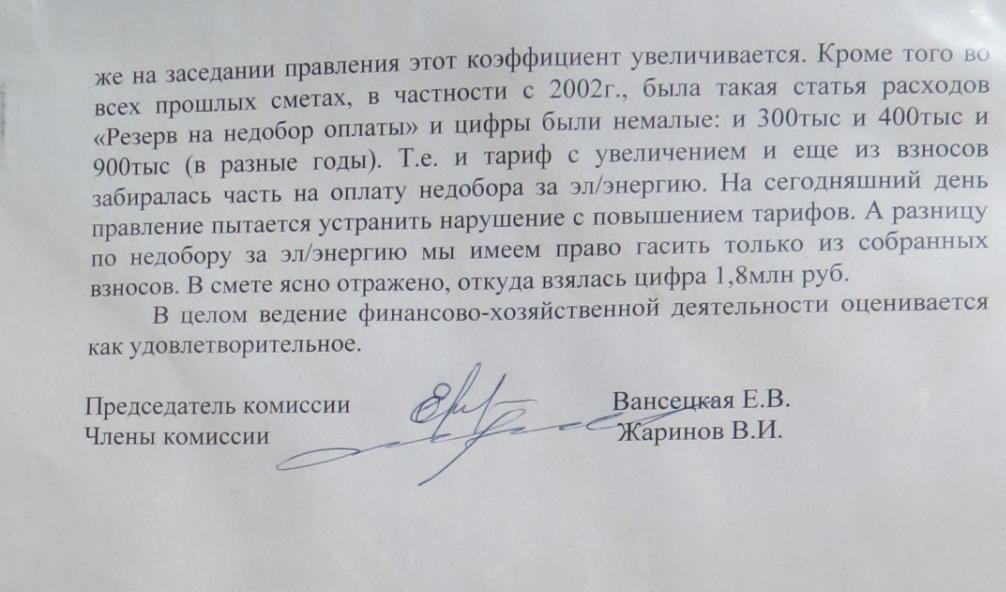 же на заседании правления этот коэффициент увеличивается. Кроме того во
всех прошлых сметах, в частности с 2002г., была такая статья расходов
«Резерв на недобор оплаты» и цифры были немалые: и 300тыс и 400тыс и
900тыс (в разные годы). Т.е. и тариф с увеличением и еще из взносов
забиралась часть на оплату недобора за эл/энергию. На сегодняшний день
правление пытается устранить нарушение с повышением тарифов. А разницу
по недобору за эл/энергию мы имеем право гасить только из собранных
взносов. В смете ясно отражено, откуда взялась цифра 1,8млн руб.
В целом ведение финансово-хозяйственной деятельности оценивается
как удовлетворительное.
Председатель комиссии Вансецкая Е.В.
Члены комиссии Жаринов В.И.